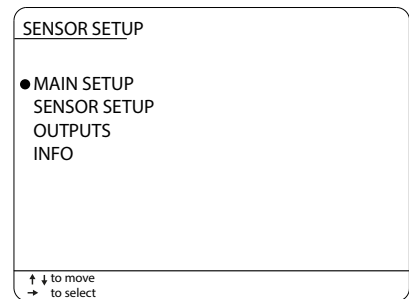 SENSOR SETUP
● MAIN SETUP
SENSOR SETUP
OUTPUTS
INFO
↑ ↓ to move
→ to select